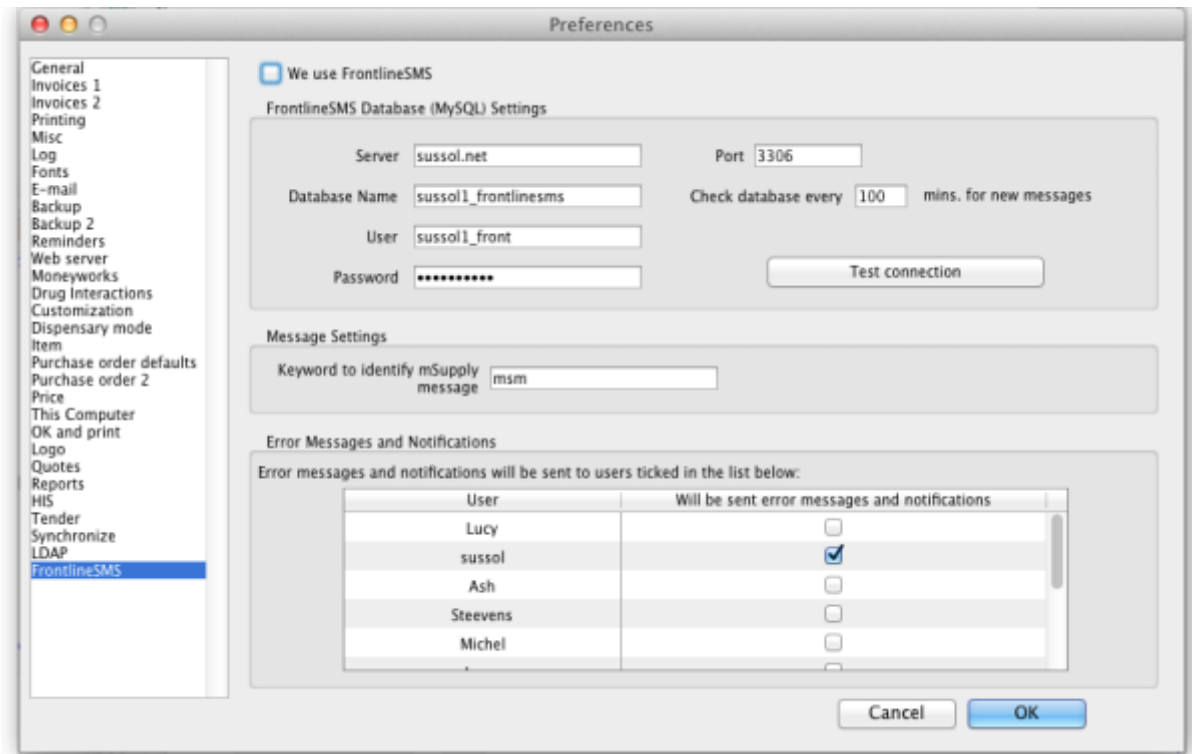 Preferences
General
Invoices 1
Invoices 2
Printing
Misc
Log
Fonts
E-mail
Backup
Backup 2
Reminders
Web server
Moneyworks
Drug Interactions
Customization
Dispensary mode
Item
Purchase order defaults
Purchase order 2
Price
This Computer
OK and print
Logo
Quotes
Reports
HIS
Tender
Synchronize
LDAP
FrontlineSMS
We use FrontlineSMS
FrontlineSMS Database (MySQL) Settings
Server sussol.net Port 3306
Database Name sussol1_frontlinesms Check database every 100 mins. for new messages
User sussol1_front
Password •••••••••• Test connection
Message Settings
Keyword to identify mSupply
message msm
Error Messages and Notifications
Error messages and notifications will be sent to users ticked in the list below:
User Will be sent error messages and notifications
Lucy
sussol
Ash
Steevens
Michel
Cancel OK